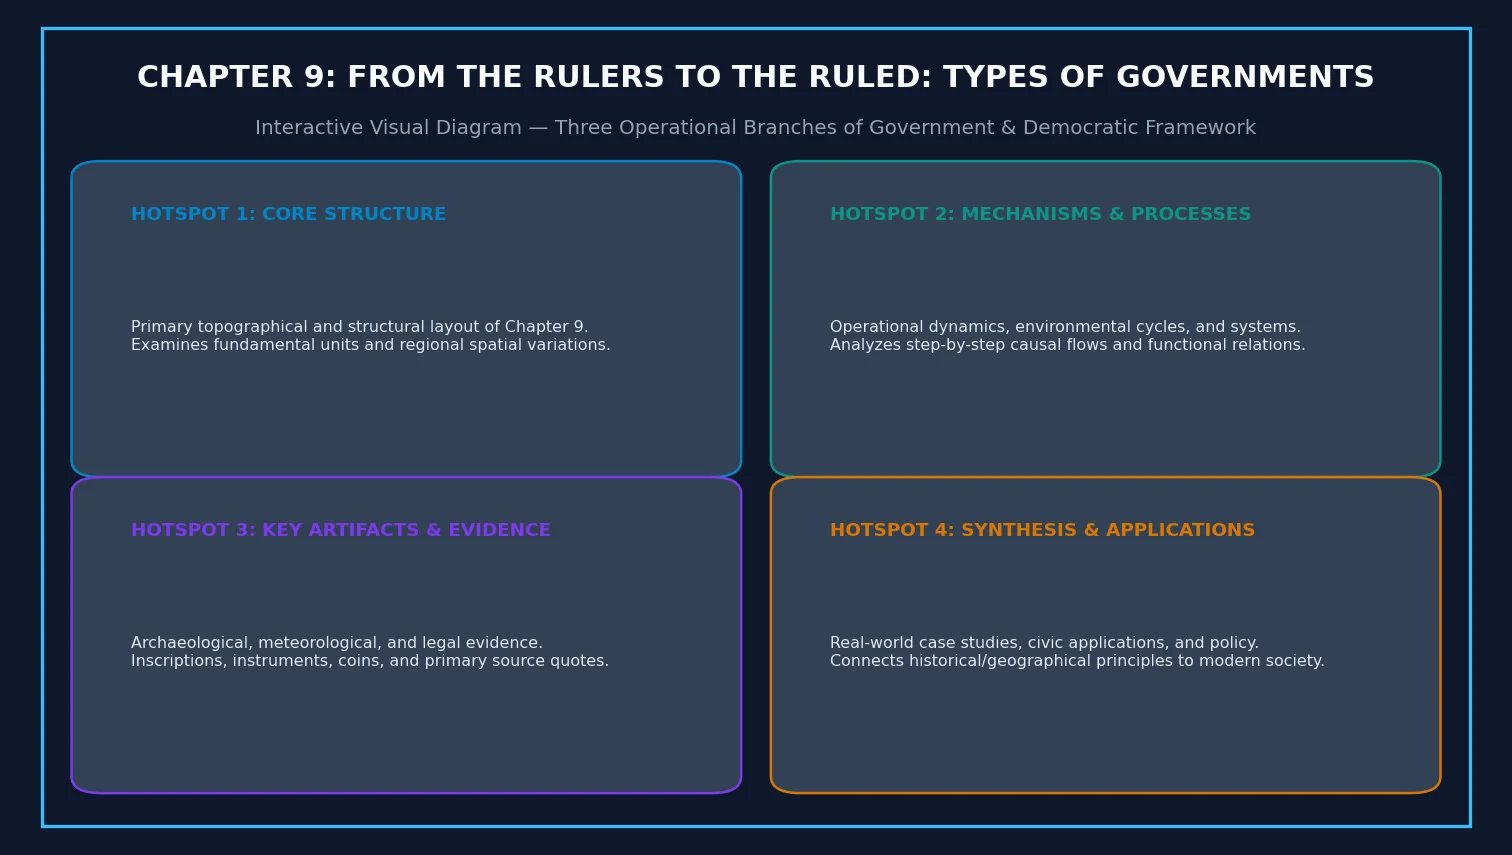 CHAPTER 9: FROM THE RULERS TO THE RULED: TYPES OF GOVERNMENTS
Interactive Visual Diagram — Three Operational Branches of Government & Democratic Framework
HOTSPOT 1: CORE STRUCTURE
Primary topographical and structural layout of Chapter 9.
Examines fundamental units and regional spatial variations.
HOTSPOT 2: MECHANISMS & PROCESSES
Operational dynamics, environmental cycles, and systems.
Analyzes step-by-step causal flows and functional relations.
HOTSPOT 3: KEY ARTIFACTS & EVIDENCE
Archaeological, meteorological, and legal evidence.
Inscriptions, instruments, coins, and primary source quotes.
HOTSPOT 4: SYNTHESIS & APPLICATIONS
Real-world case studies, civic applications, and policy.
Connects historical/geographical principles to modern society.